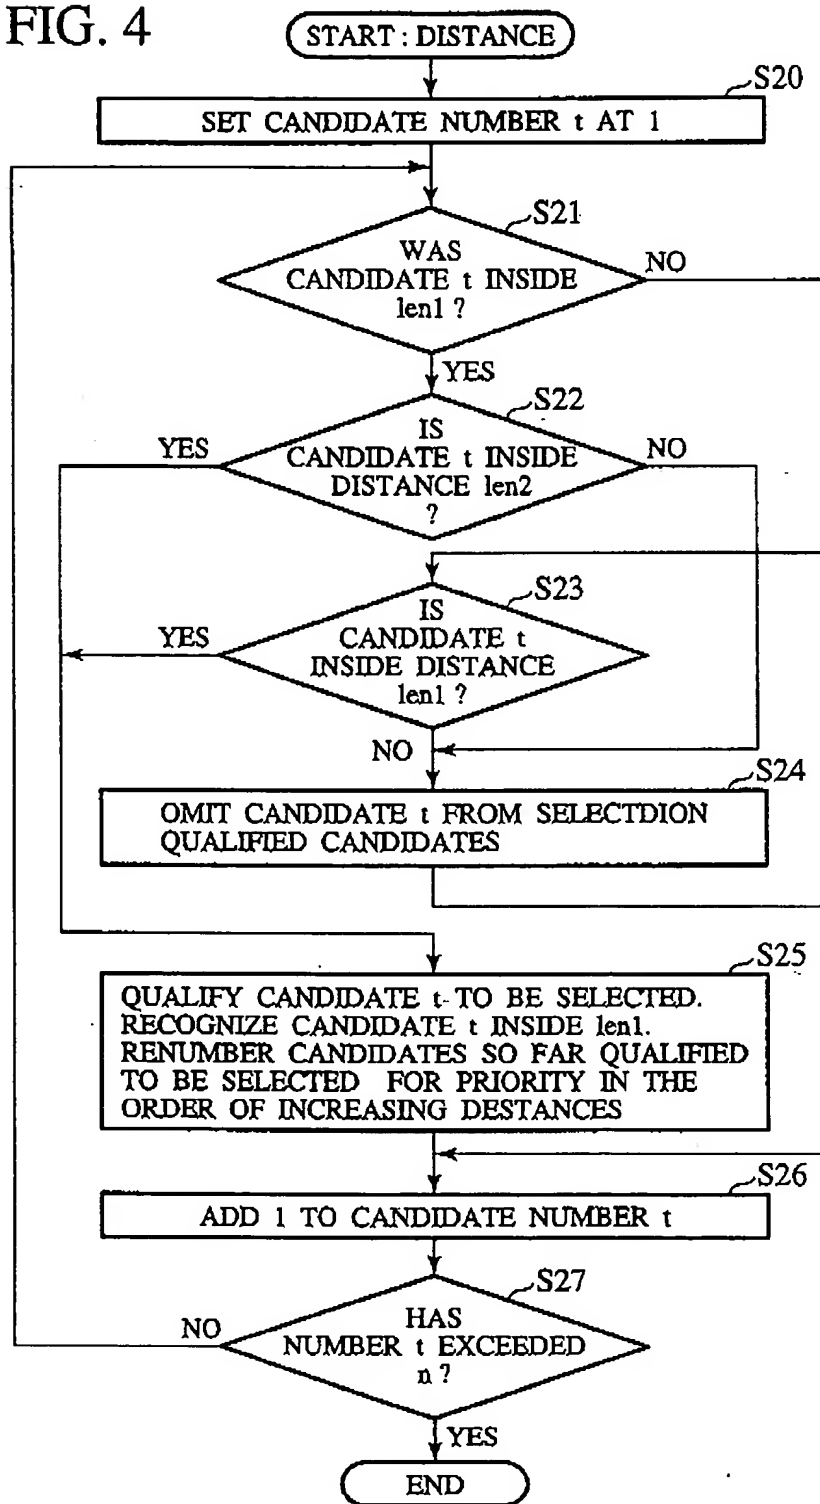 FIG. 4
START : DISTANCE
S20
SET CANDIDATE NUMBER t AT 1
S21
WAS
CANDIDATE t INSIDE
len1 ?
NO
YES
S22
IS
CANDIDATE t INSIDE
DISTANCE len2
?
YES
NO
S23
IS
CANDIDATE t
INSIDE DISTANCE
len1 ?
YES
NO
S24
OMIT CANDIDATE t FROM SELECTDION
QUALIFIED CANDIDATES
S25
QUALIFY CANDIDATE t TO BE SELECTED.
RECOGNIZE CANDIDATE t INSIDE len1.
RENUMBER CANDIDATES SO FAR QUALIFIED
TO BE SELECTED FOR PRIORITY IN THE
ORDER OF INCREASING DESTANCES
S26
ADD 1 TO CANDIDATE NUMBER t
S27
HAS
NUMBER t EXCEEDED
n ?
NO
YES
END